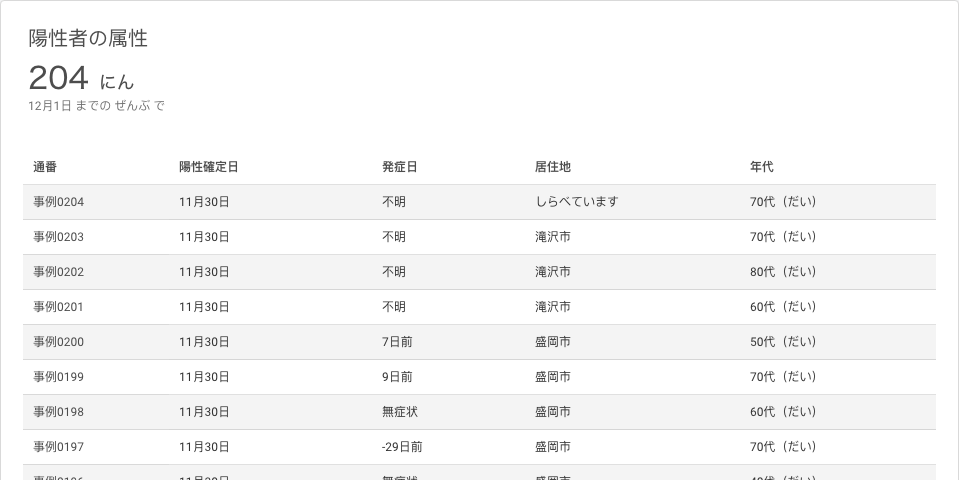 陽性者の属性
204 にん
12月1日 までの ぜんぶ で
通番 陽性確定日 発症日 居住地 年代
事例0204 11月30日 不明 しらべています 70代（だい）
事例0203 11月30日 不明 滝沢市 70代（だい）
事例0202 11月30日 不明 滝沢市 80代（だい）
事例0201 11月30日 不明 滝沢市 60代（だい）
事例0200 11月30日 7日前 盛岡市 50代（だい）
事例0199 11月30日 9日前 盛岡市 70代（だい）
事例0198 11月30日 無症状 盛岡市 60代（だい）
事例0197 11月30日 -29日前 盛岡市 70代（だい）